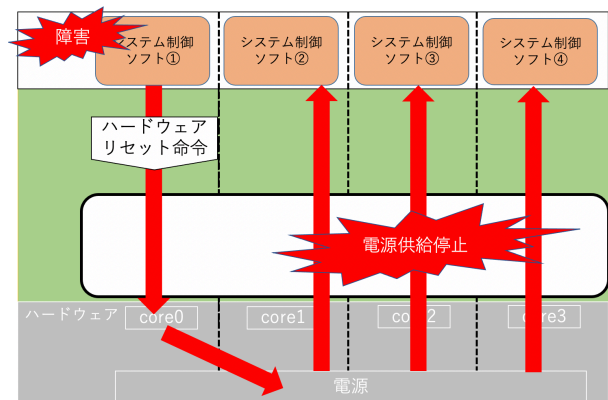 障害
システム制御
ソフト①
システム制御
ソフト②
システム制御
ソフト③
システム制御
ソフト④
ハードウェア
リセット命令
電源供給停止
ハードウェア
core0
core1
core2
core3
電源